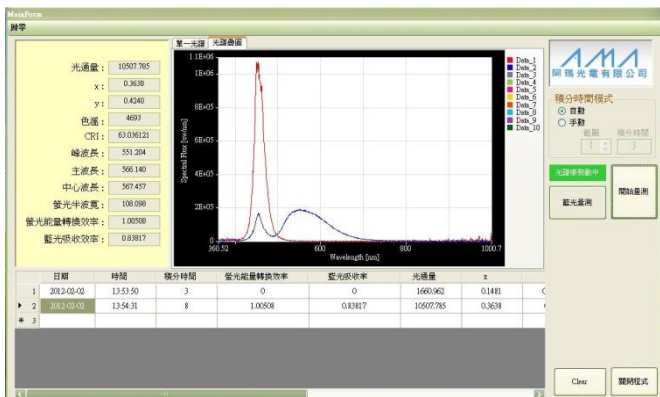 MainForm
歸零
光通量： 10507.785
x： 0.3638
y： 0.4240
色溫： 4693
CRI： 63.036121
峰波長： 551.204
主波長： 566.140
中心波長： 567.457
螢光半波寬： 108.098
螢光能量轉換效率： 1.00508
藍光吸收效率： 0.83817
單一光譜 光譜疊圖
Spectral Flux [uw/nm]
1.1E+06
1E+06
8E+05
6E+05
4E+05
2E+05
0
360.52 600 800 1000.7
Wavelength [nm]
Data_1
Data_2
Data_3
Data_4
Data_5
Data_6
Data_7
Data_8
Data_9
Data_10
AMA
阿瑪光電有限公司
積分時間模式
自動
手動
範圍 積分時間
1 3
開始量測
藍光量測
日期 時間 積分時間 螢光能量轉換效率 藍光吸收率 光通量 x
1 2012-02-02 13:53:50 3 0 0 1660.962 0.1481
2 2012-02-02 13:54:31 8 1.00508 0.83817 10507.785 0.3638
* 3
Clear 關閉程式